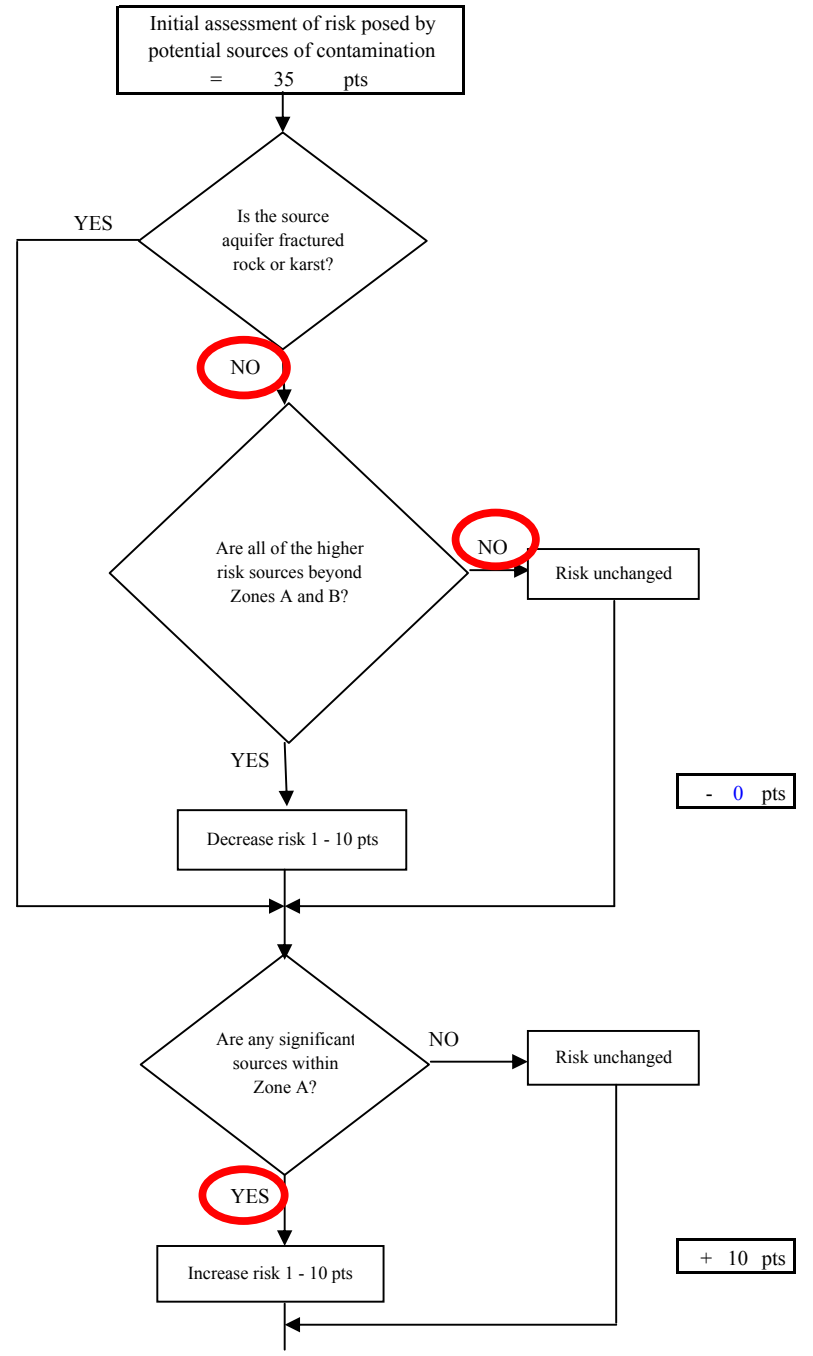 Initial assessment of risk posed by
potential sources of contamination
= 35 pts
YES
Is the source
aquifer fractured
rock or karst?
NO
Are all of the higher
risk sources beyond
Zones A and B?
NO
Risk unchanged
YES
- 0 pts
Decrease risk 1 - 10 pts
Are any significant
sources within
Zone A?
NO
Risk unchanged
YES
+ 10 pts
Increase risk 1 - 10 pts